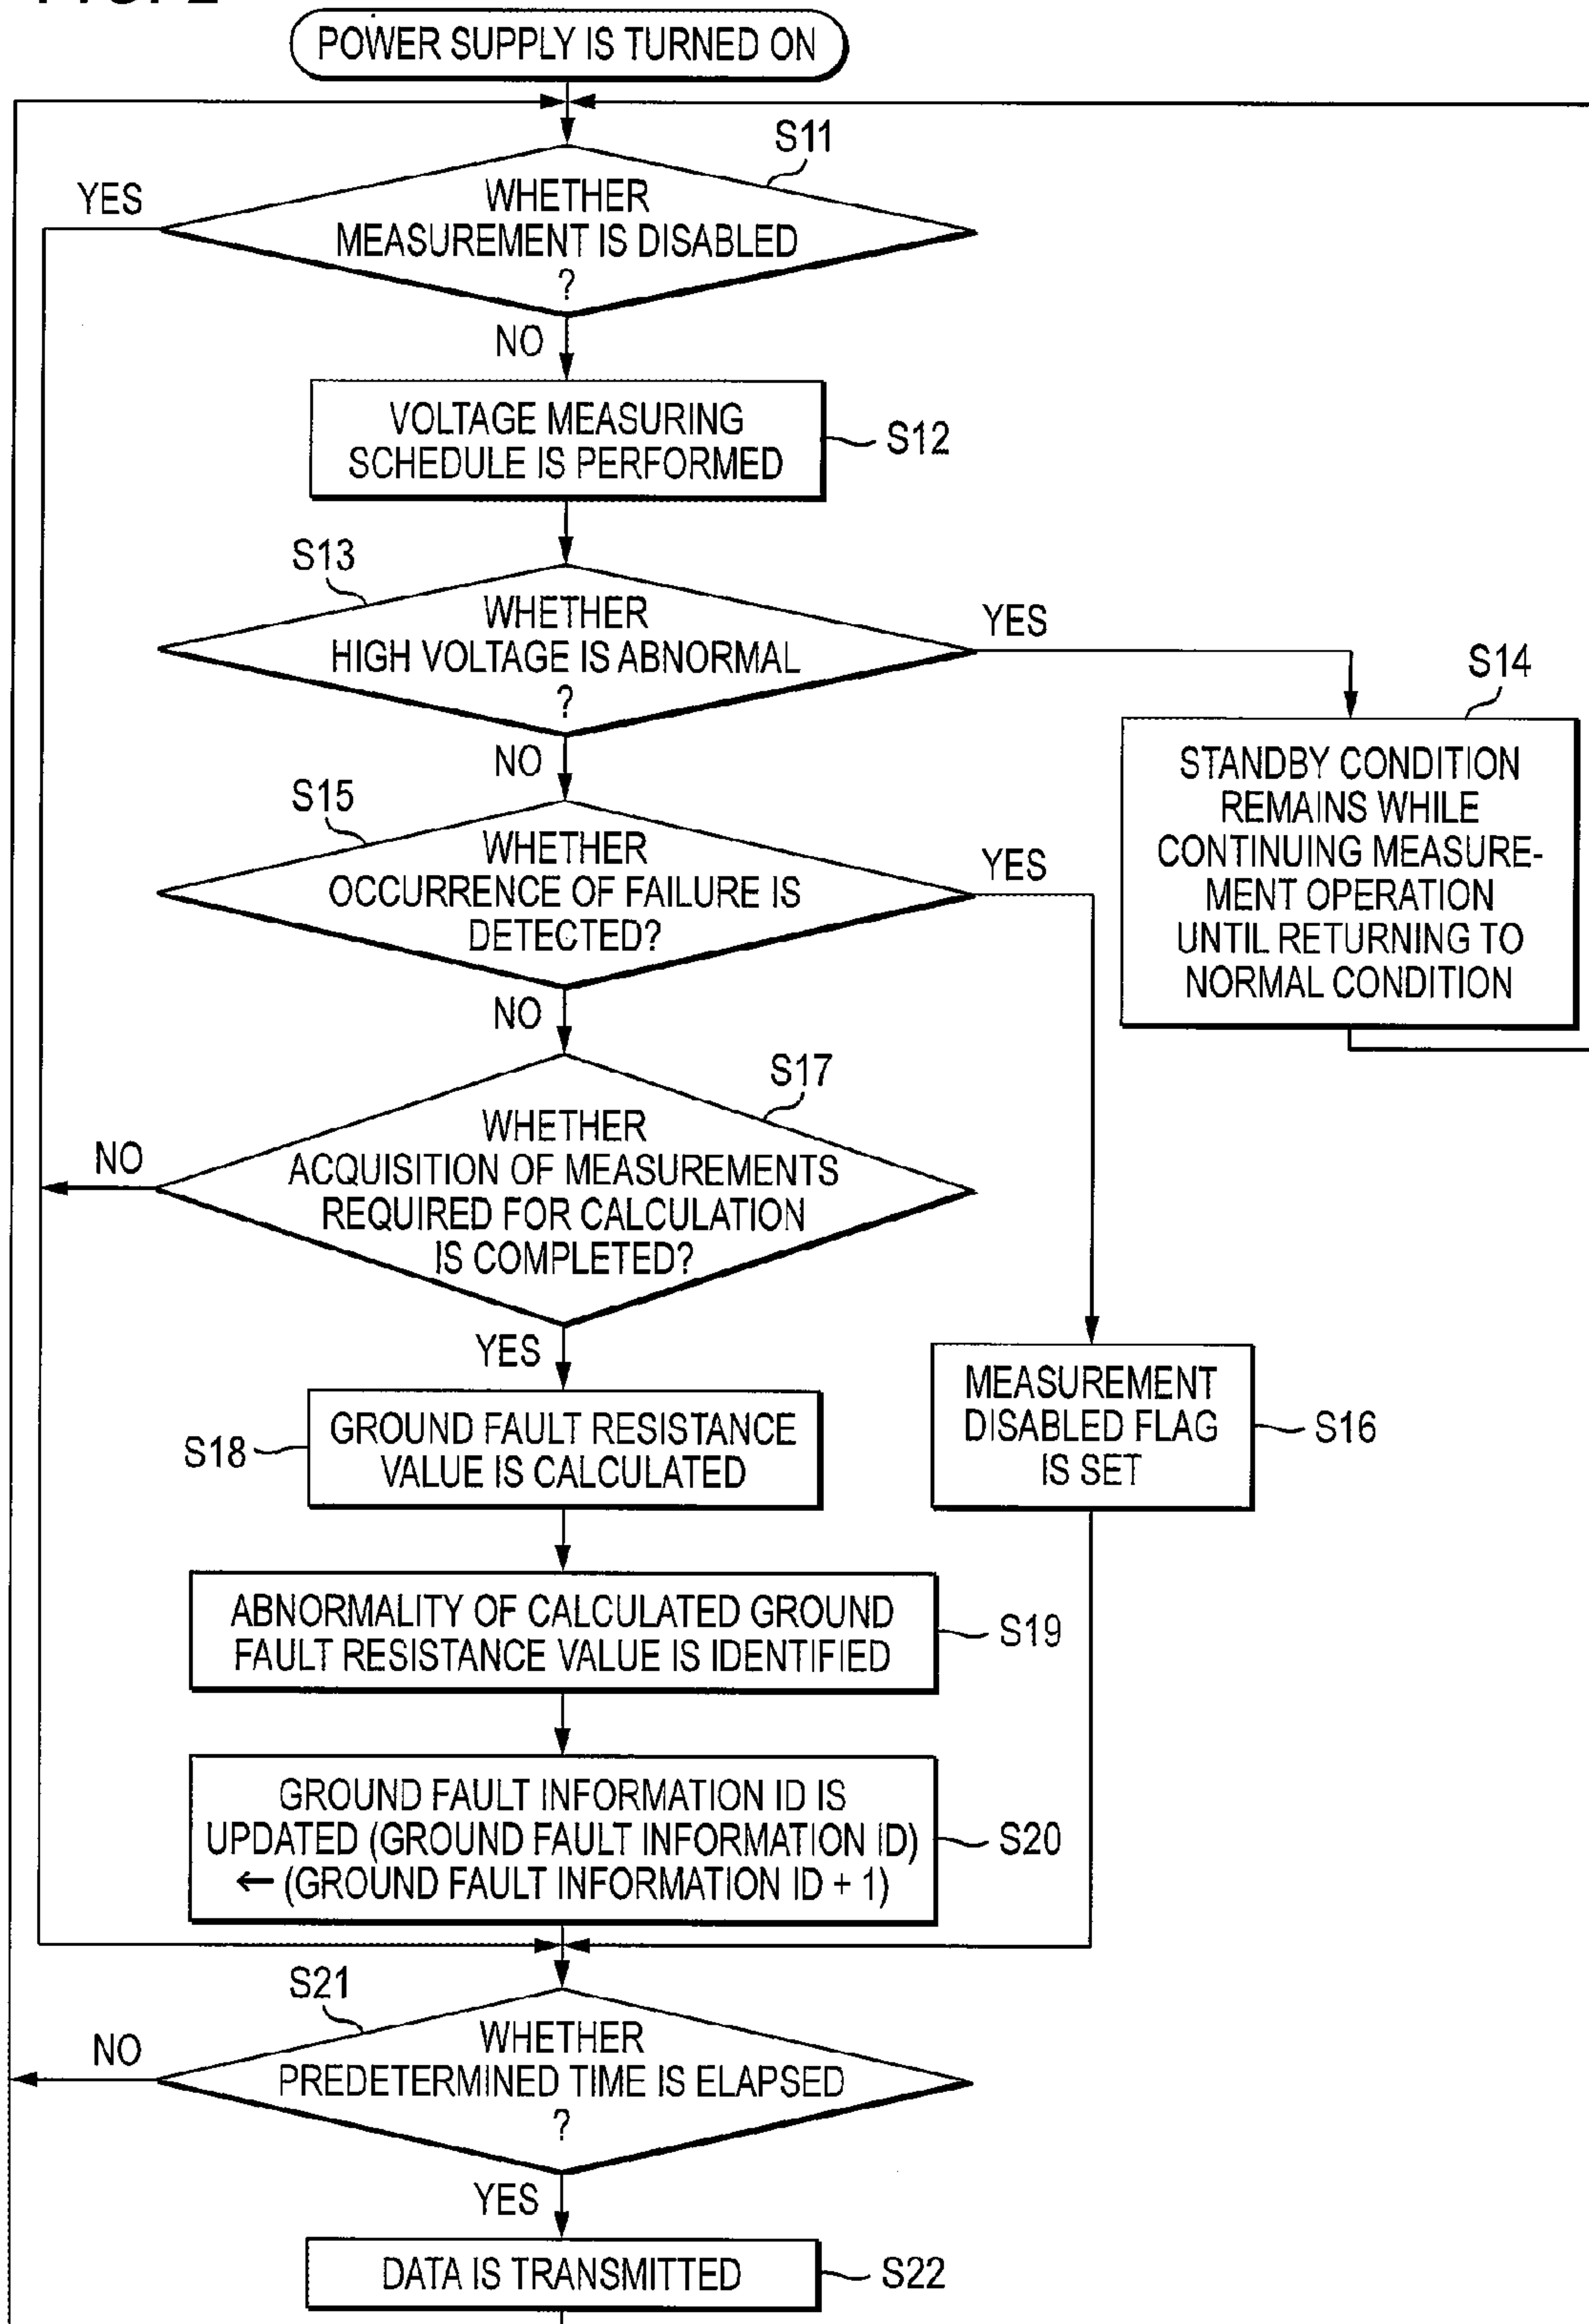 POWER SUPPLY IS TURNED ON
S11
YES
WHETHER
MEASUREMENT IS DISABLED
?
NO
VOLTAGE MEASURING
SCHEDULE IS PERFORMED
S12
S13
WHETHER
HIGH VOLTAGE IS ABNORMAL
?
YES
NO
S14
STANDBY CONDITION
REMAINS WHILE
CONTINUING MEASURE-
MENT OPERATION
UNTIL RETURNING TO
NORMAL CONDITION
S15
WHETHER
OCCURRENCE OF FAILURE IS
DETECTED?
YES
NO
S17
WHETHER
ACQUISITION OF MEASUREMENTS
REQUIRED FOR CALCULATION
IS COMPLETED?
NO
YES
MEASUREMENT
DISABLED FLAG
IS SET
S16
S18
GROUND FAULT RESISTANCE
VALUE IS CALCULATED
ABNORMALITY OF CALCULATED GROUND
FAULT RESISTANCE VALUE IS IDENTIFIED
S19
GROUND FAULT INFORMATION ID IS
UPDATED (GROUND FAULT INFORMATION ID)
← (GROUND FAULT INFORMATION ID + 1)
S20
S21
WHETHER
PREDETERMINED TIME IS ELAPSED
?
NO
YES
DATA IS TRANSMITTED
S22